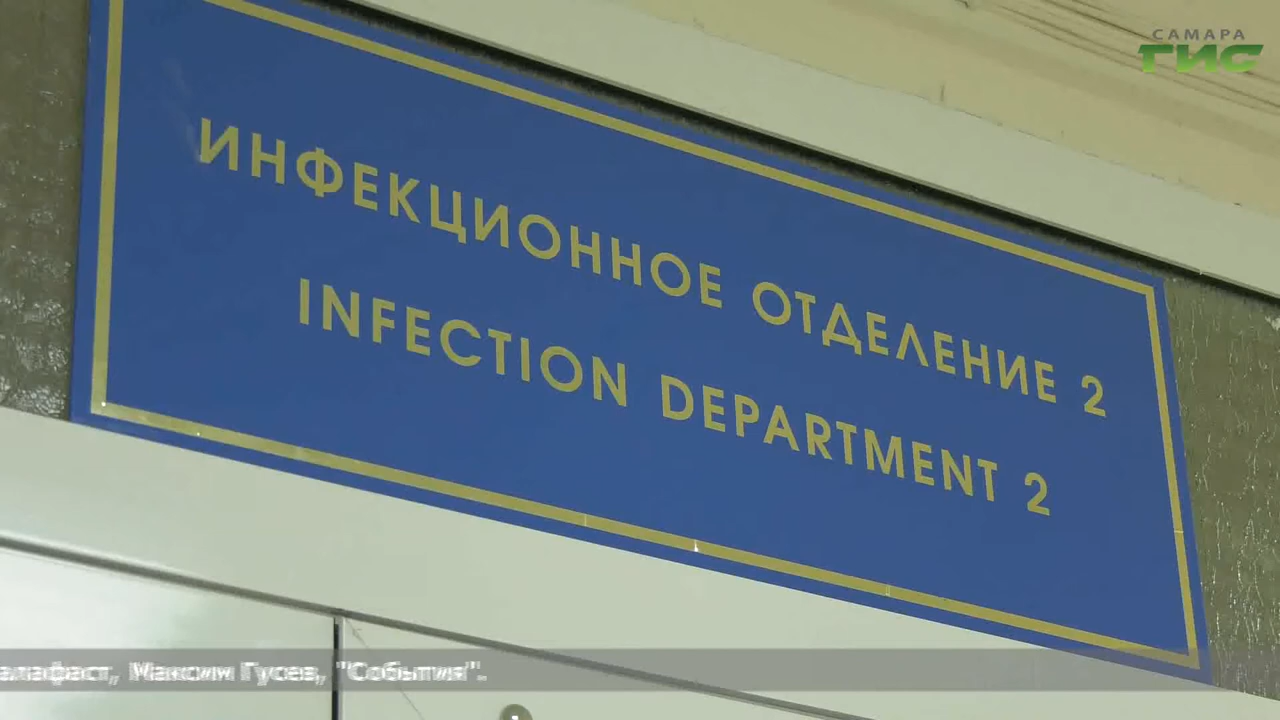 САМАРА
ГИС
ИНФЕКЦИОННОЕ ОТДЕЛЕНИЕ 2
INFECTION DEPARTMENT 2
Максим Гусев, "События".